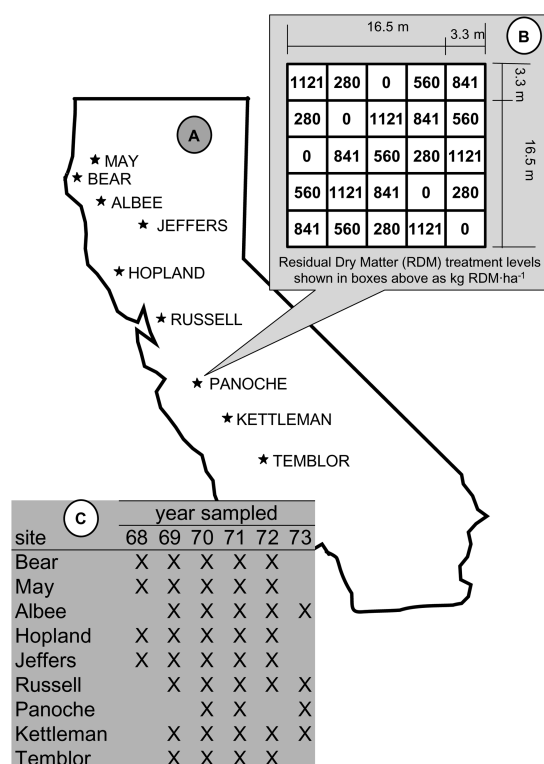 16.5 m
3.3 m
B
1121 280 0 560 841
280 0 1121 841 560
0 841 560 280 1121
560 1121 841 0 280
841 560 280 1121 0
3.3 m
16.5 m
Residual Dry Matter (RDM) treatment levels
shown in boxes above as kg RDM·ha⁻¹
A
MAY
BEAR
ALBEE
JEFFERS
HOPLAND
RUSSELL
PANOCHE
KETTLEMAN
TEMBLOR
C
year sampled
site 68 69 70 71 72 73
Bear X X X X X
May X X X X X
Albee X X X X X
Hopland X X X X X
Jeffers X X X X X
Russell X X X X X
Panoche X X X
Kettleman X X X X X
Temblor X X X X